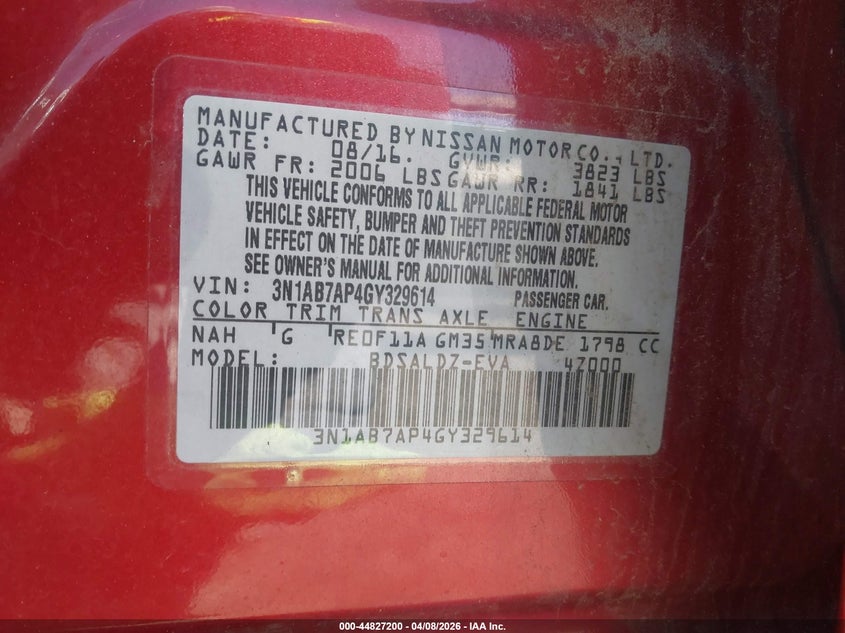 MANUFACTURED BY NISSAN MOTOR CO., LTD.
DATE: 08/16. GVWR: 3823 LBS
GAWR FR: 2006 LBS GAWR RR: 1841 LBS
THIS VEHICLE CONFORMS TO ALL APPLICABLE FEDERAL MOTOR
VEHICLE SAFETY, BUMPER AND THEFT PREVENTION STANDARDS
IN EFFECT ON THE DATE OF MANUFACTURE SHOWN ABOVE.
SEE OWNER'S MANUAL FOR ADDITIONAL INFORMATION.
VIN: 3N1AB7AP4GY329614 PASSENGER CAR.
COLOR TRIM TRANS AXLE ENGINE
NAH G RE0F11A GM35 MRA8DE 1798 CC
MODEL: BDSALDZ-EVA 47000
3N1AB7AP4GY329614
000-44827200 - 04/08/2026 - IAA Inc.